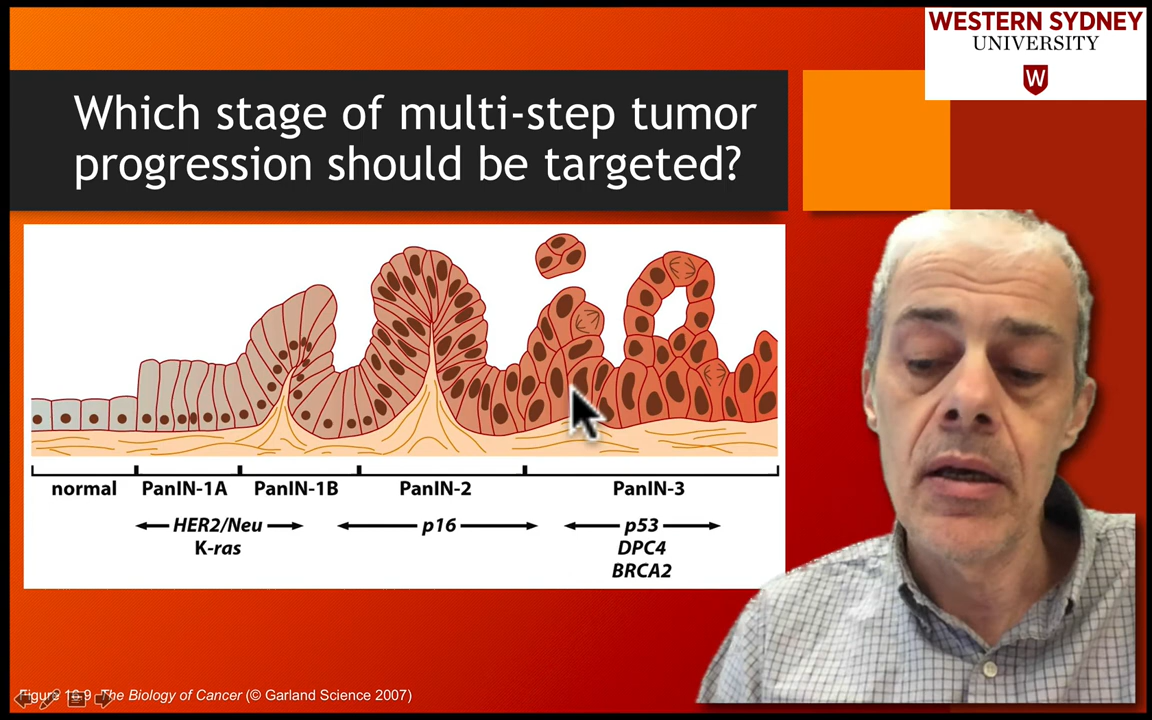 WESTERN SYDNEY
UNIVERSITY
W
Which stage of multi-step tumor
progression should be targeted?
normal PanIN-1A PanIN-1B PanIN-2 PanIN-3
HER2/Neu p16 p53
K-ras DPC4
BRCA2
The Biology of Cancer (© Garland Science 2007)